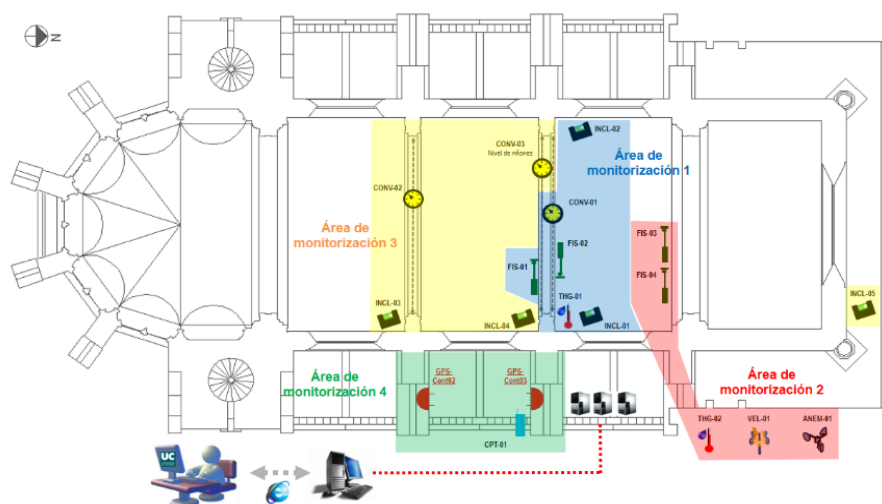 N
INCL-02
CONV-03
Nivel de riñones
Área de
monitorización 1
CONV-02
CONV-01
Área de
monitorización 3
FIS-03
FIS-02
FIS-01
FIS-04
THG-01
INCL-03
INCL-04
INCL-01
INCL-05
Área de
monitorización 4
GPS-
Cont02
GPS-
Cont03
Área de
monitorización 2
THG-02
VEL-01
ANEM-01
CPT-01
UC